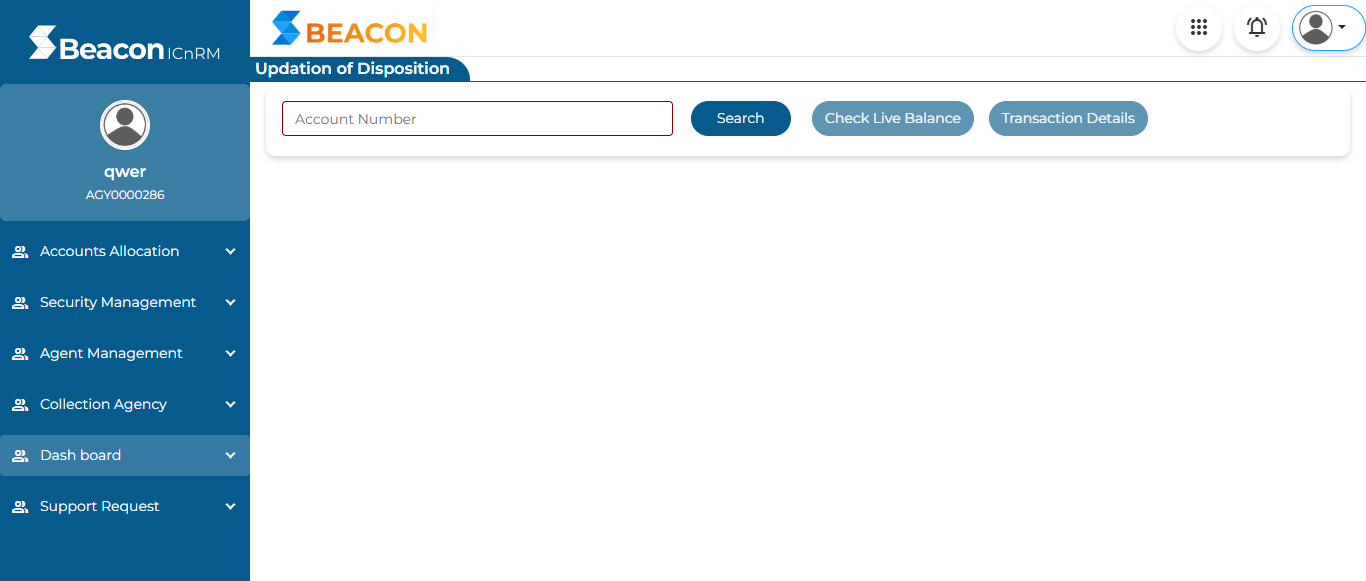 Beacon ICnRM
qwer
AGY0000286
Accounts Allocation
Security Management
Agent Management
Collection Agency
Dash board
Support Request
BEACON
Updation of Disposition
Account Number
Search
Check Live Balance
Transaction Details